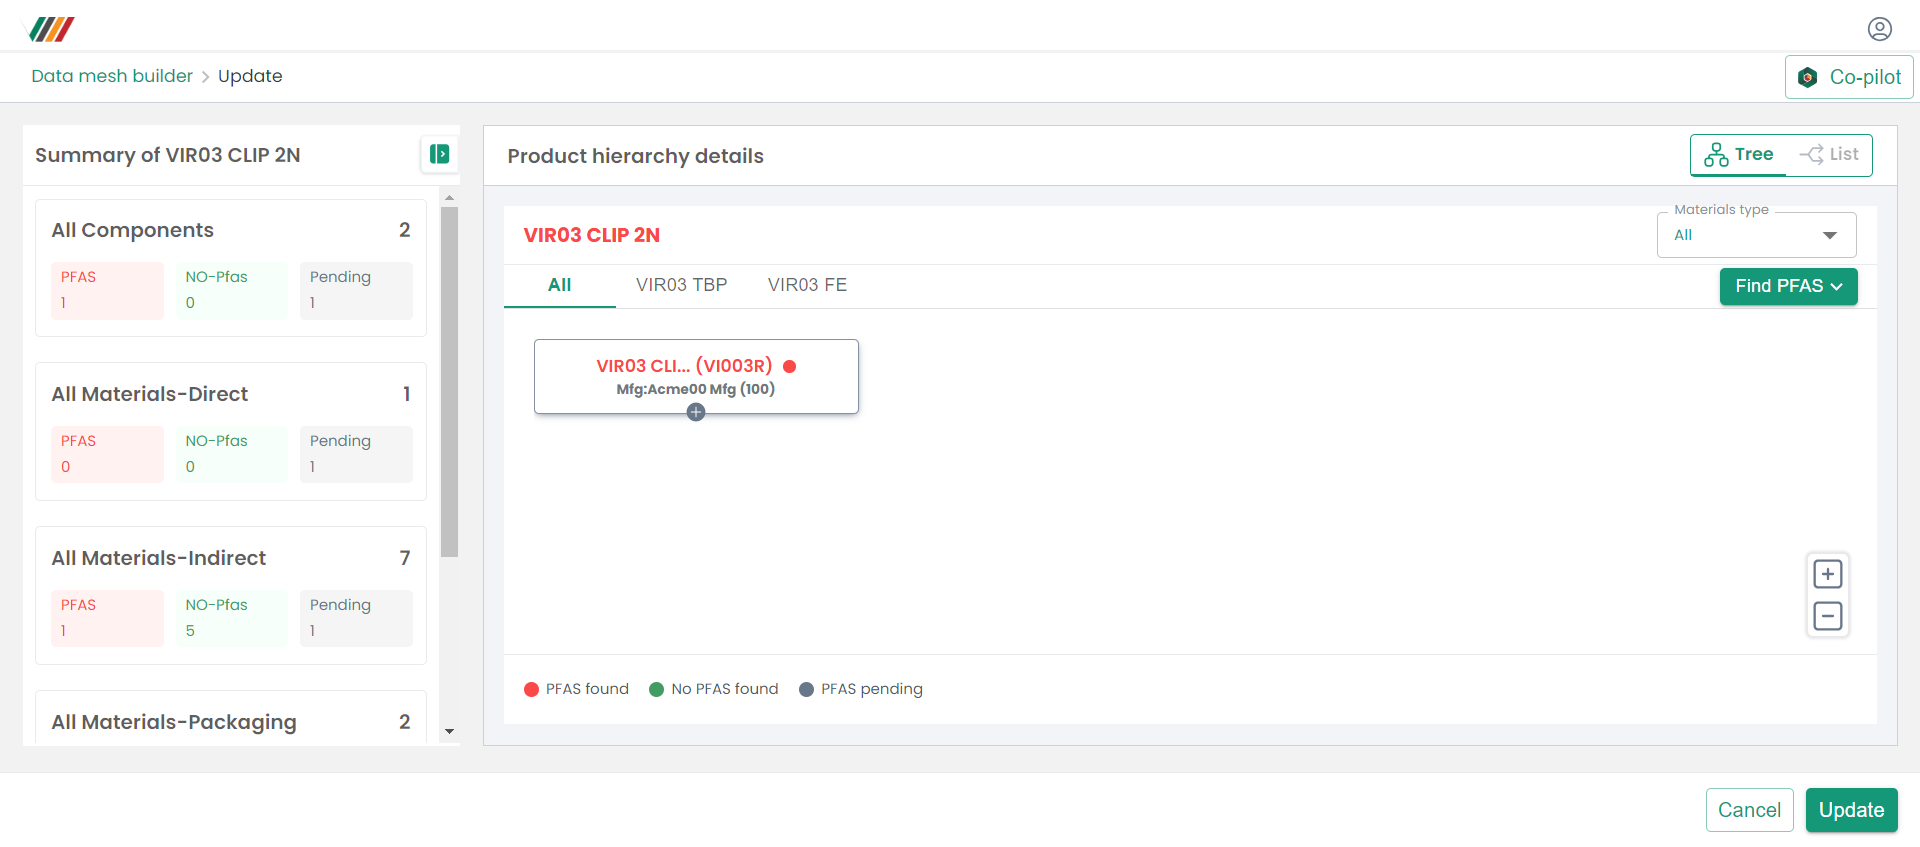 Data mesh builder > Update
Co-pilot
Summary of VIR03 CLIP 2N
All Components 2
PFAS NO-Pfas Pending
1 0 1
All Materials-Direct 1
PFAS NO-Pfas Pending
0 0 1
All Materials-Indirect 7
PFAS NO-Pfas Pending
1 5 1
All Materials-Packaging 2
Product hierarchy details
Tree List
VIR03 CLIP 2N
Materials type
All
All VIR03 TBP VIR03 FE
Find PFAS
VIR03 CLI... (VI003R)
Mfg:Acme00 Mfg (100)
PFAS found No PFAS found PFAS pending
Cancel Update